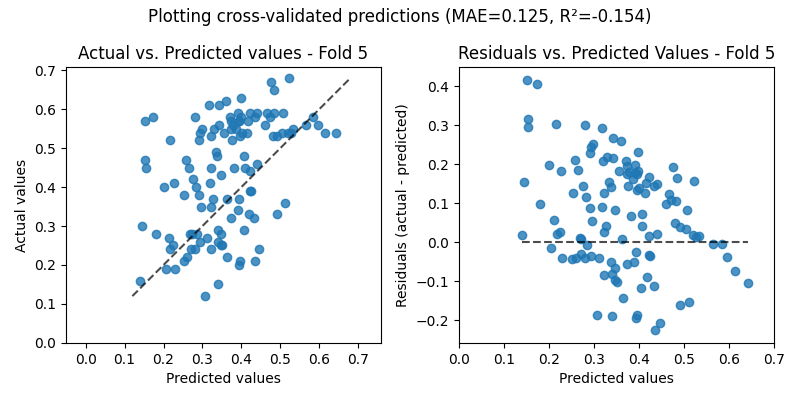 Plotting cross-validated predictions (MAE=0.125, R²=-0.154)
Actual vs. Predicted values - Fold 5
Actual values
0.7
0.6
0.5
0.4
0.3
0.2
0.1
0.0
0.0 0.1 0.2 0.3 0.4 0.5 0.6 0.7
Predicted values
Residuals vs. Predicted Values - Fold 5
Residuals (actual - predicted)
0.4
0.3
0.2
0.1
0.0
−0.1
−0.2
0.0 0.1 0.2 0.3 0.4 0.5 0.6 0.7
Predicted values